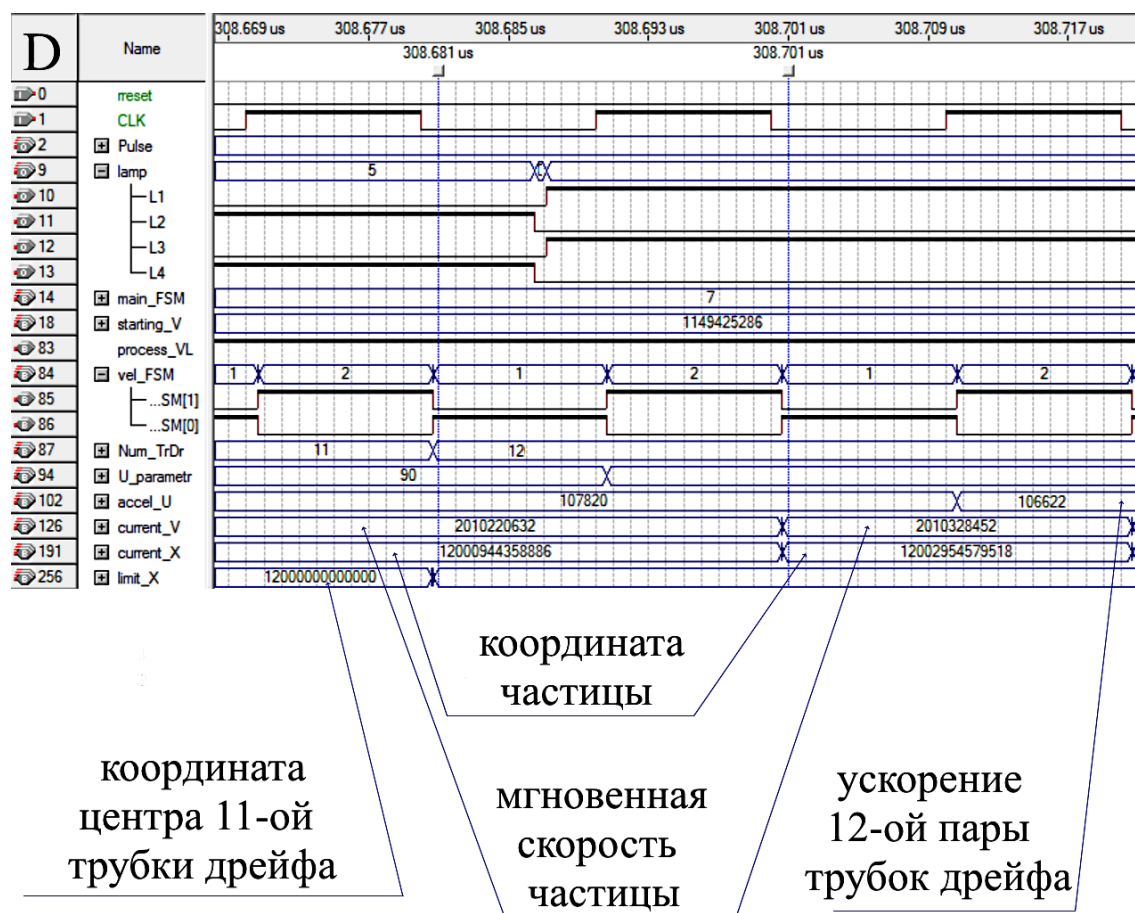 308.669 us 308.677 us 308.685 us 308.693 us 308.701 us 308.709 us 308.717 us
308.681 us 308.701 us
D Name
0 rreset
1 CLK
2 Pulse
9 lamp 5
10 L1
11 L2
12 L3
13 L4
14 main_FSM 7
18 starting_V 1149425286
83 process_VL
84 vel_FSM 1 2 1 2 1 2
85 ...SM[1]
86 ...SM[0]
87 Num_TrDr 11 12
94 U_parametr 90
102 accel_U 107820 106622
126 current_V 2010220632 2010328452
191 current_X 12000944358886 12002954579518
256 limit_X 12000000000000
координата
частицы
координата
центра 11-ой
трубки дрейфа
мгновенная
скорость
частицы
ускорение
12-ой пары
трубок дрейфа